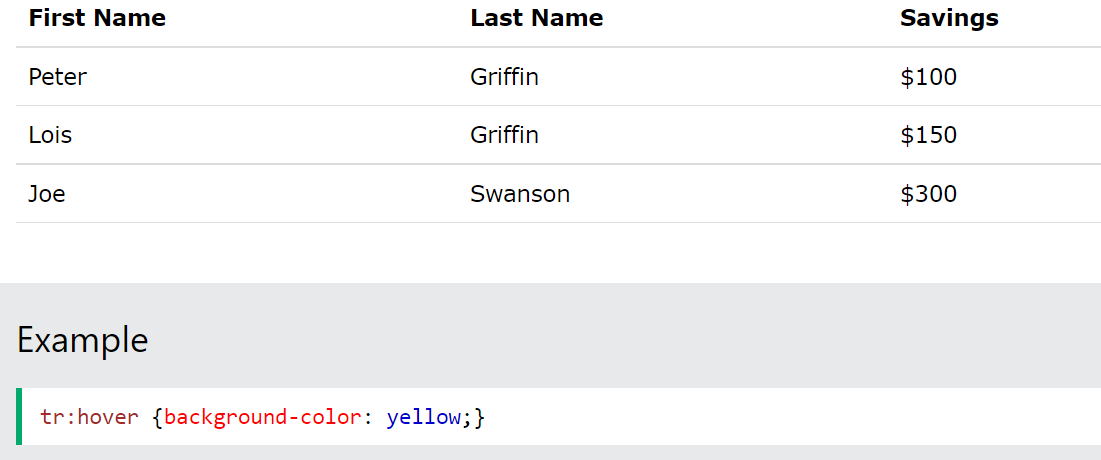 First Name Last Name Savings
Peter Griffin $100
Lois Griffin $150
Joe Swanson $300
Example
tr:hover {background-color: yellow;}